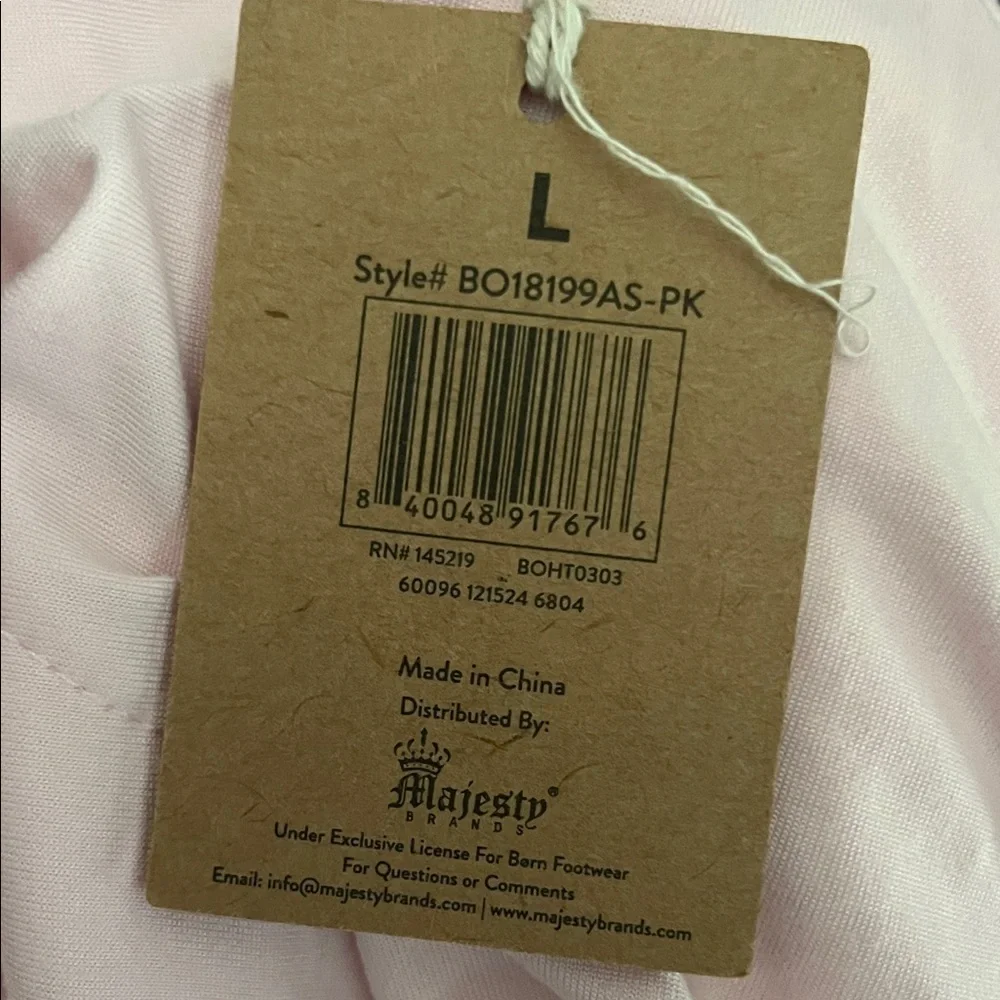 L
Style# BO18199AS-PK
8 40048 91767 6
RN# 145219 BOHT0303
60096 121524 6804
Made in China
Distributed By:
Majesty®
BRANDS
Under Exclusive License For Børn Footwear
For Questions or Comments
Email: info@majestybrands.com | www.majestybrands.com